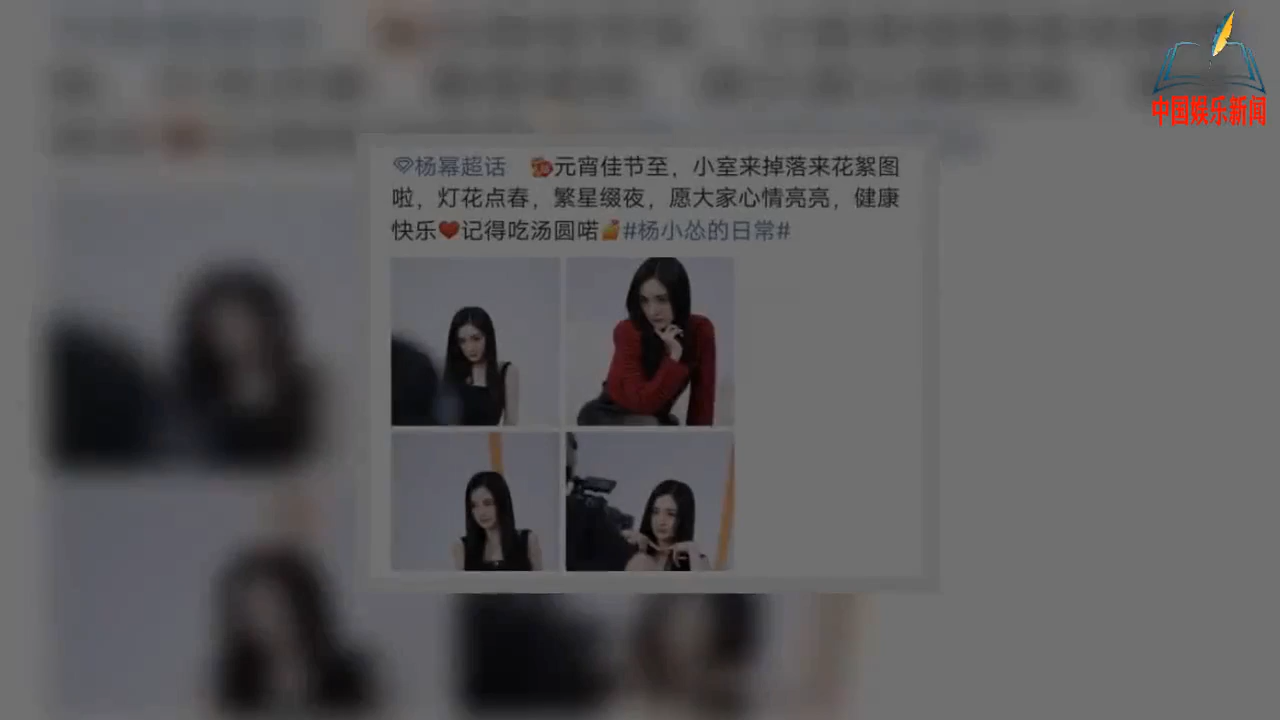 中国娱乐新闻
杨幂超话 元宵佳节至，小室来掉落来花絮图
啦，灯花点春，繁星缀夜，愿大家心情亮亮，健康
快乐❤记得吃汤圆喏#杨小怂的日常#